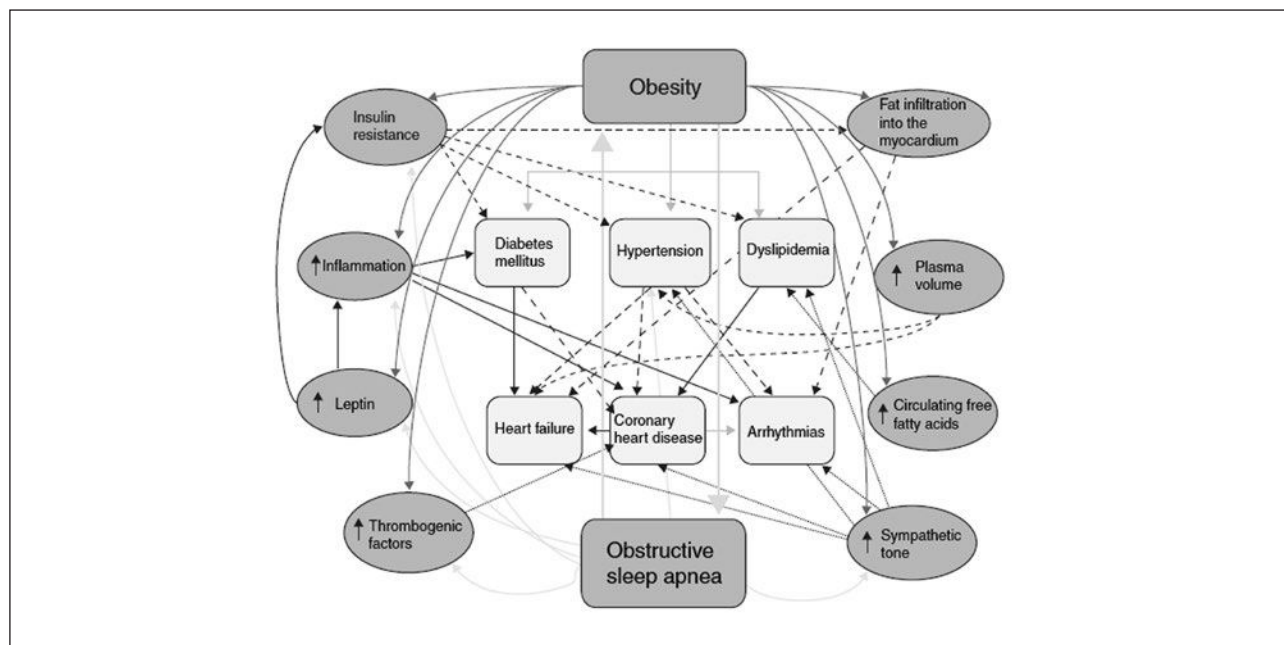 Obesity
Insulin
resistance
Fat infiltration
into the
myocardium
Diabetes
mellitus
Hypertension
Dyslipidemia
↑ Inflammation
↑ Plasma
volume
↑ Leptin
Heart failure
Coronary
heart disease
Arrhythmias
↑ Circulating free
fatty acids
↑ Thrombogenic
factors
Obstructive
sleep apnea
↑ Sympathetic
tone